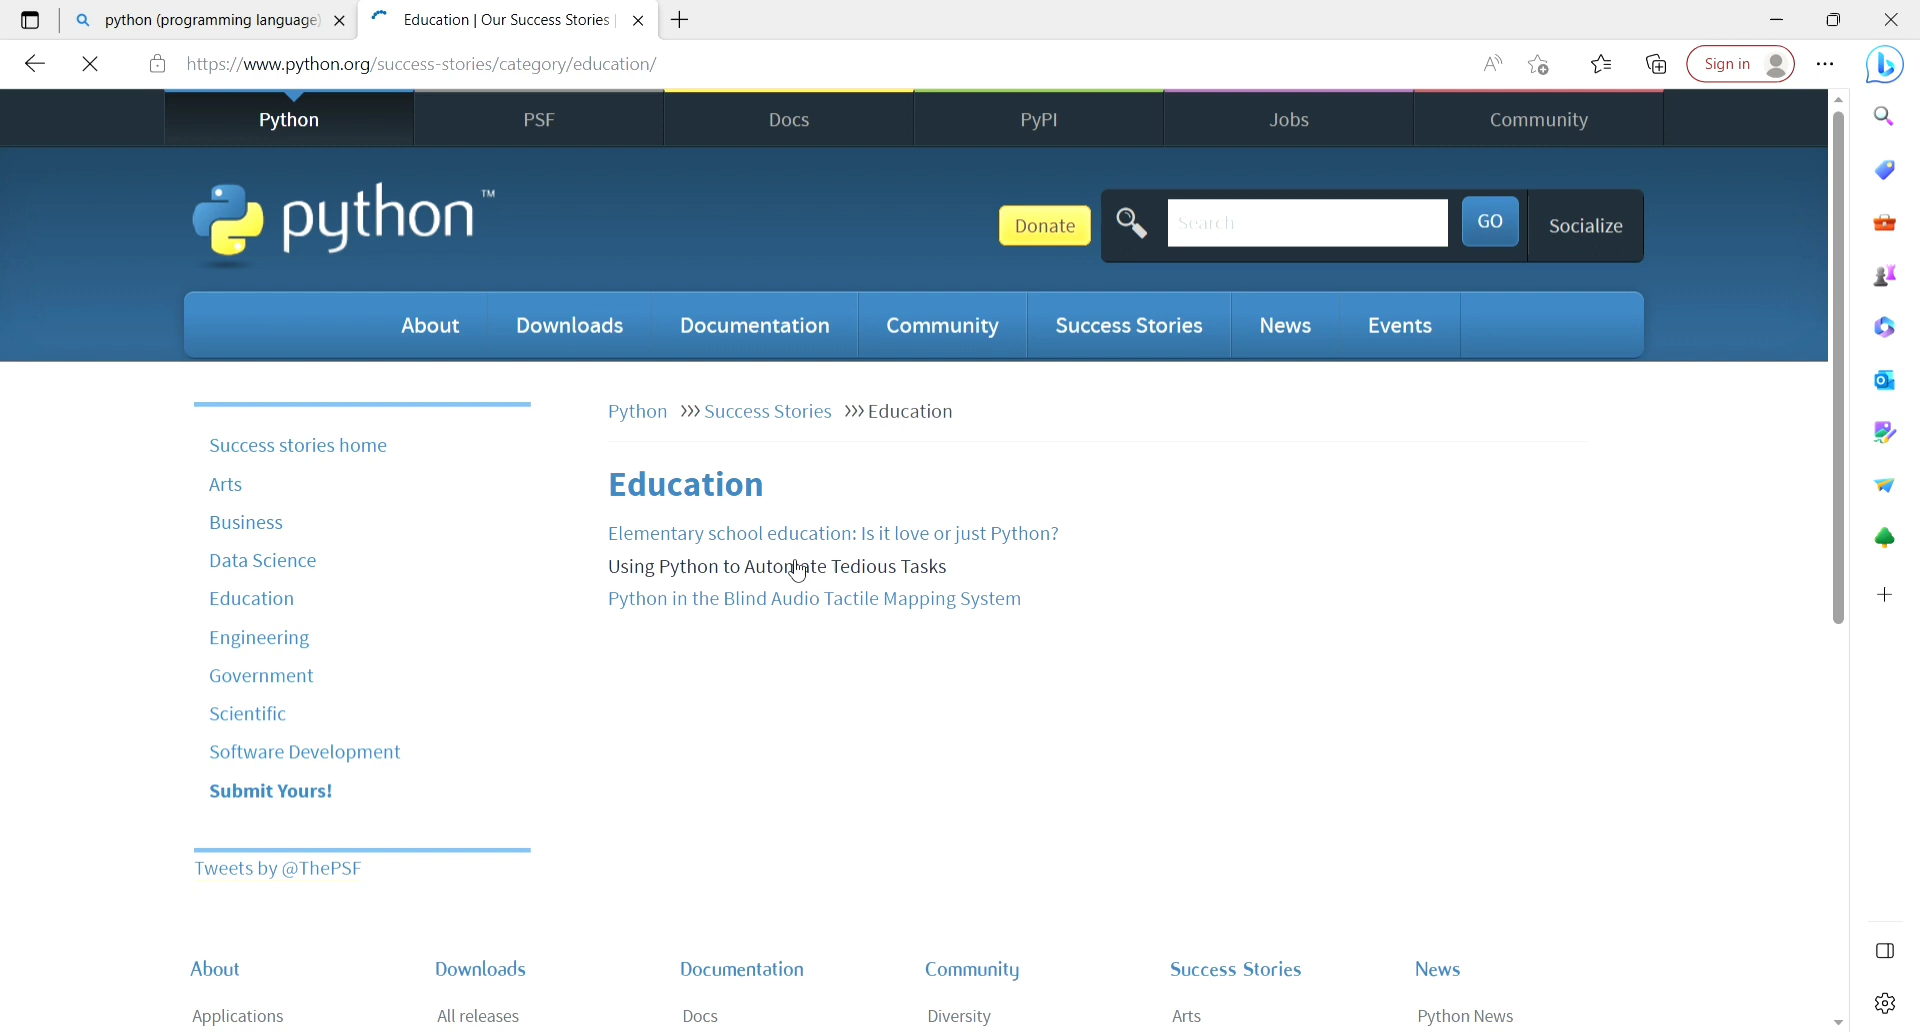 python (programming language)
Education | Our Success Stories |
https://www.python.org/success-stories/category/education/
Sign in
Python
PSF
Docs
PyPI
Jobs
Community
python™
Donate
Search
GO
Socialize
About
Downloads
Documentation
Community
Success Stories
News
Events
Python >>> Success Stories >>> Education
Success stories home
Arts
Business
Data Science
Education
Engineering
Government
Scientific
Software Development
Submit Yours!
Tweets by @ThePSF
Education
Elementary school education: Is it love or just Python?
Using Python to Automate Tedious Tasks
Python in the Blind Audio Tactile Mapping System
About
Downloads
Documentation
Community
Success Stories
News
Applications
All releases
Docs
Diversity
Arts
Python News